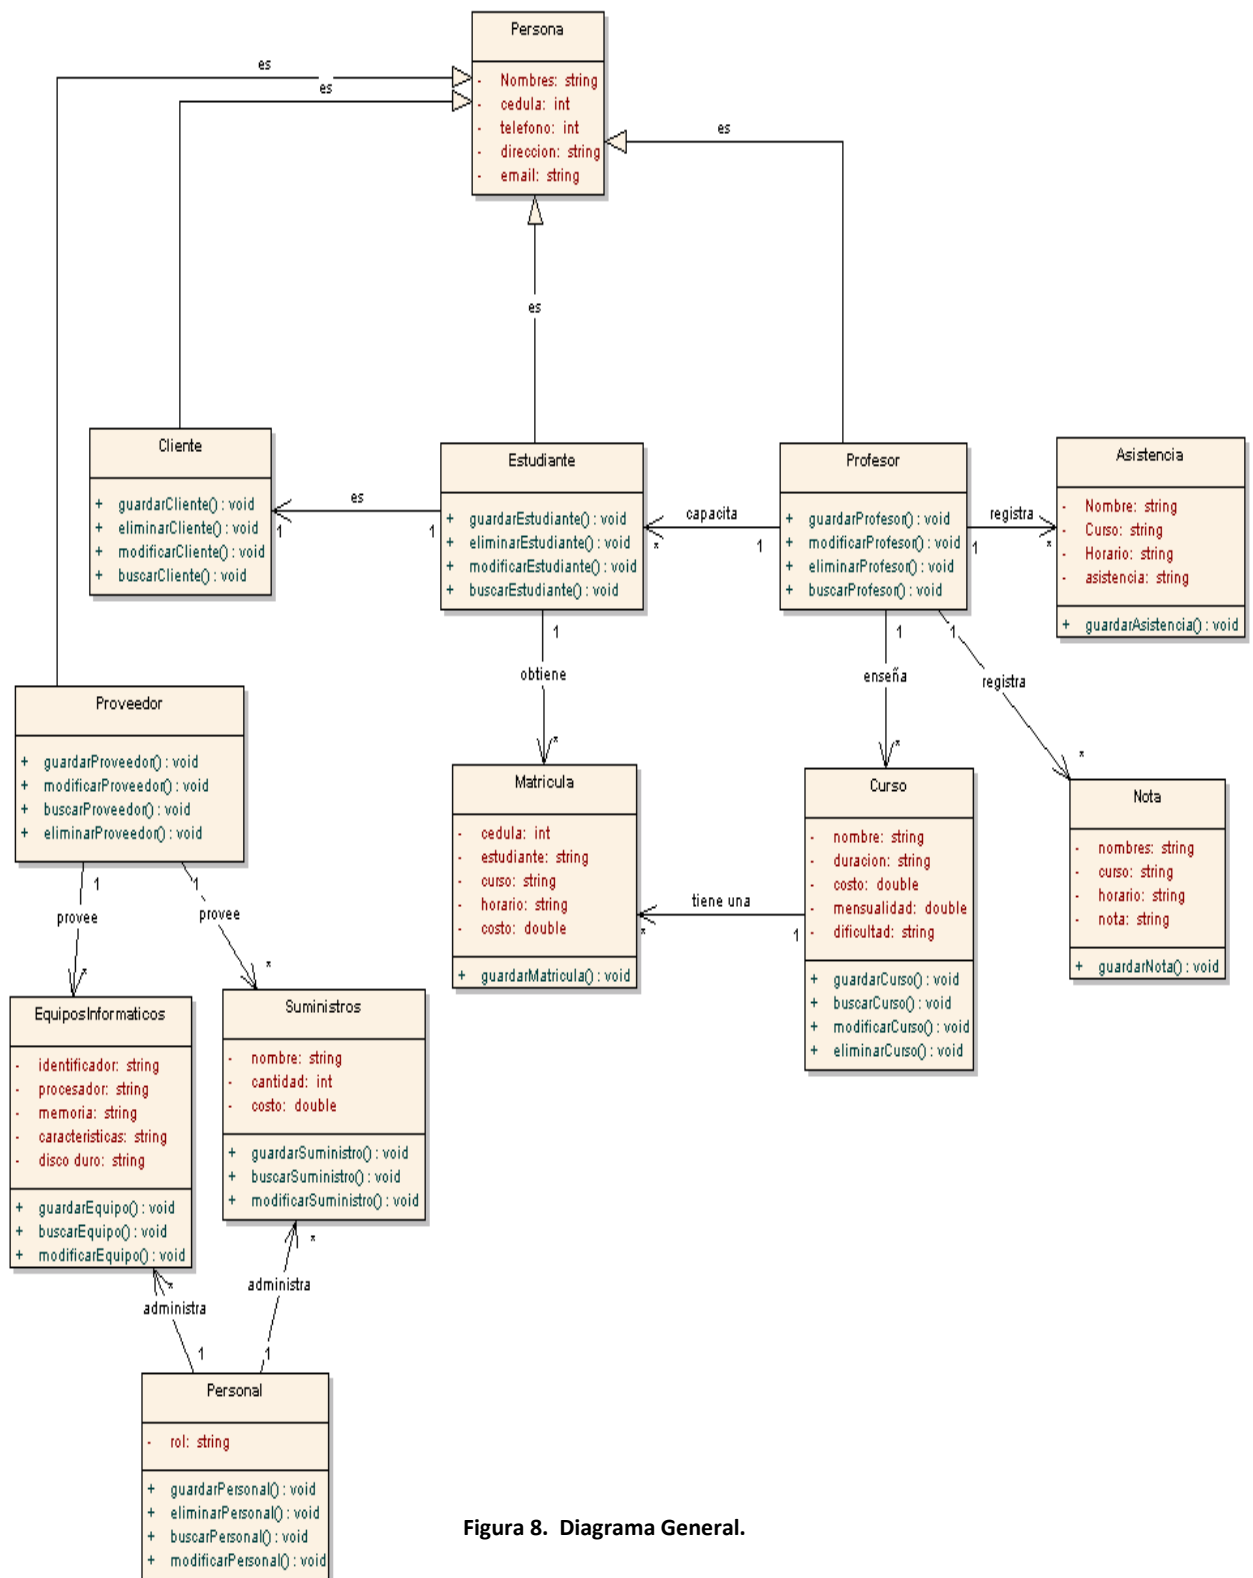 Persona
- Nombres: string
- cedula: int
- telefono: int
- direccion: string
- email: string
es
es
es
es
Cliente
+ guardarCliente() : void
+ eliminarCliente() : void
+ modificarCliente() : void
+ buscarCliente() : void
es
1
1
Estudiante
+ guardarEstudiante() : void
+ eliminarEstudiante() : void
+ modificarEstudiante() : void
+ buscarEstudiante() : void
capacita
*
1
Profesor
+ guardarProfesor() : void
+ modificarProfesor() : void
+ eliminarProfesor() : void
+ buscarProfesor() : void
registra
1
*
Asistencia
- Nombre: string
- Curso: string
- Horario: string
- asistencia: string
+ guardarAsistencia() : void
1
obtiene
*
1
enseña
*
1
registra
*
Proveedor
+ guardarProveedor() : void
+ modificarProveedor() : void
+ buscarProveedor() : void
+ eliminarProveedor() : void
1
provee
*
1
provee
*
Matricula
- cedula: int
- estudiante: string
- curso: string
- horario: string
- costo: double
+ guardarMatricula() : void
tiene una
*
1
Curso
- nombre: string
- duracion: string
- costo: double
- mensualidad: double
- dificultad: string
+ guardarCurso() : void
+ buscarCurso() : void
+ modificarCurso() : void
+ eliminarCurso() : void
Nota
- nombres: string
- curso: string
- horario: string
- nota: string
+ guardarNota() : void
EquiposInformaticos
- identificador: string
- procesador: string
- memoria: string
- caracteristicas: string
- disco duro: string
+ guardarEquipo() : void
+ buscarEquipo() : void
+ modificarEquipo() : void
Suministros
- nombre: string
- cantidad: int
- costo: double
+ guardarSuministro() : void
+ buscarSuministro() : void
+ modificarSuministro() : void
*
administra
1
*
administra
1
Personal
- rol: string
+ guardarPersonal() : void
+ eliminarPersonal() : void
+ buscarPersonal() : void
+ modificarPersonal() : void
Figura 8. Diagrama General.